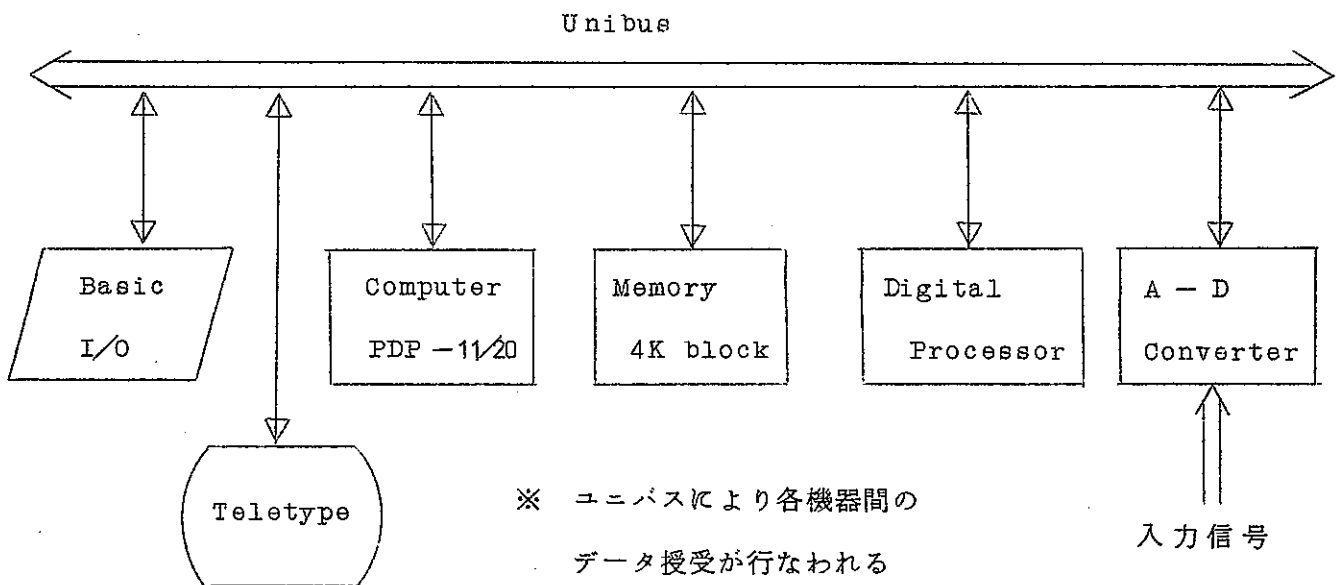 Unibus
Basic
I/O
Computer
PDP-11/20
Memory
4K block
Digital
Processor
A-D
Converter
Teletype
※ ユニバスにより各機器間の
データ授受が行なわれる
入力信号